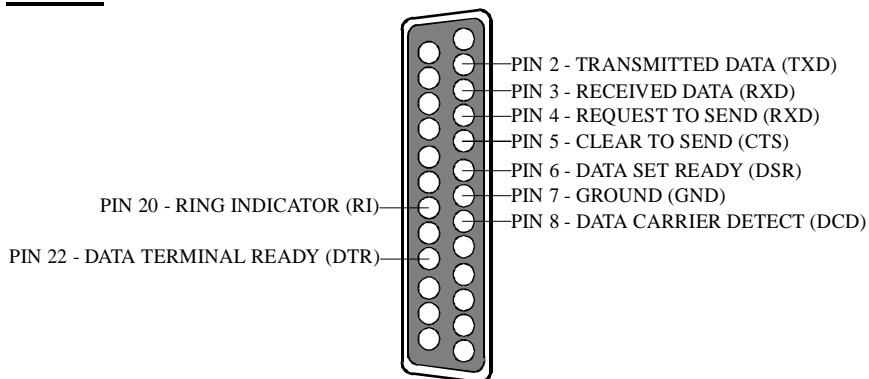 PIN 2 - TRANSMITTED DATA (TXD)
PIN 3 - RECEIVED DATA (RXD)
PIN 4 - REQUEST TO SEND (RXD)
PIN 5 - CLEAR TO SEND (CTS)
PIN 6 - DATA SET READY (DSR)
PIN 7 - GROUND (GND)
PIN 8 - DATA CARRIER DETECT (DCD)
PIN 20 - RING INDICATOR (RI)
PIN 22 - DATA TERMINAL READY (DTR)